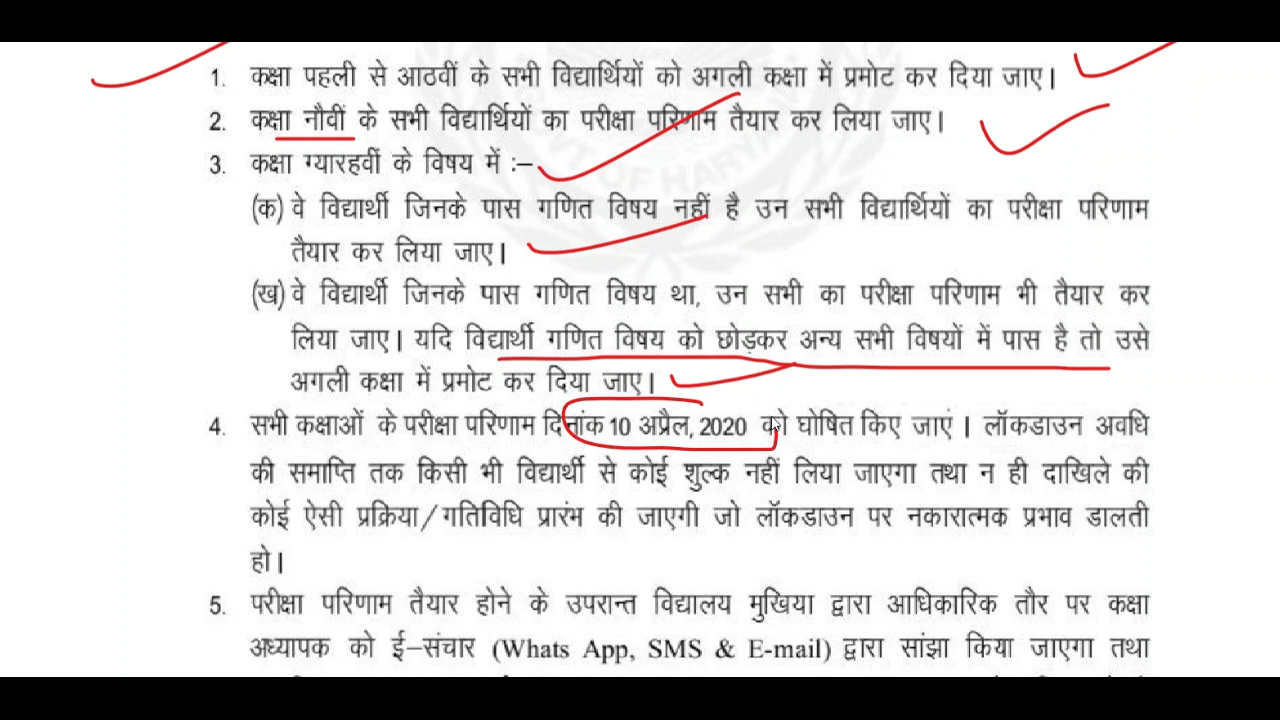 1. कक्षा पहली से आठवीं के सभी विद्यार्थियों को अगली कक्षा में प्रमोट कर दिया जाए।
2. कक्षा नौवीं के सभी विद्यार्थियों का परीक्षा परिणाम तैयार कर लिया जाए।
3. कक्षा ग्यारहवीं के विषय में :–
(क) वे विद्यार्थी जिनके पास गणित विषय नहीं है उन सभी विद्यार्थियों का परीक्षा परिणाम
तैयार कर लिया जाए।
(ख) वे विद्यार्थी जिनके पास गणित विषय था, उन सभी का परीक्षा परिणाम भी तैयार कर
लिया जाए। यदि विद्यार्थी गणित विषय को छोड़कर अन्य सभी विषयों में पास है तो उसे
अगली कक्षा में प्रमोट कर दिया जाए।
4. सभी कक्षाओं के परीक्षा परिणाम दिनांक 10 अप्रैल, 2020 को घोषित किए जाएं । लॉकडाउन अवधि
की समाप्ति तक किसी भी विद्यार्थी से कोई शुल्क नहीं लिया जाएगा तथा न ही दाखिले की
कोई ऐसी प्रक्रिया/गतिविधि प्रारंभ की जाएगी जो लॉकडाउन पर नकारात्मक प्रभाव डालती
हो।
5. परीक्षा परिणाम तैयार होने के उपरान्त विद्यालय मुखिया द्वारा आधिकारिक तौर पर कक्षा
अध्यापक को ई–संचार (Whats App, SMS & E-mail) द्वारा सांझा किया जाएगा तथा